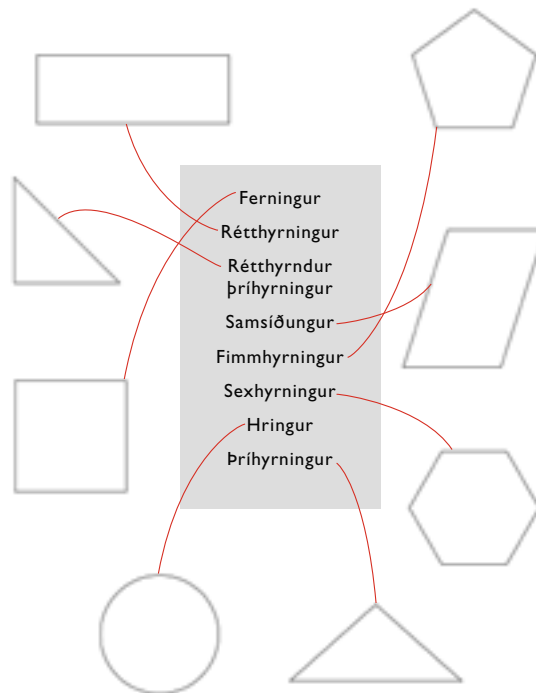 Ferningur
Rétthyrningur
Rétthyrndur
þríhyrningur
Samsíðungur
Fimmhyrningur
Sexhyrningur
Hringur
Þríhyrningur